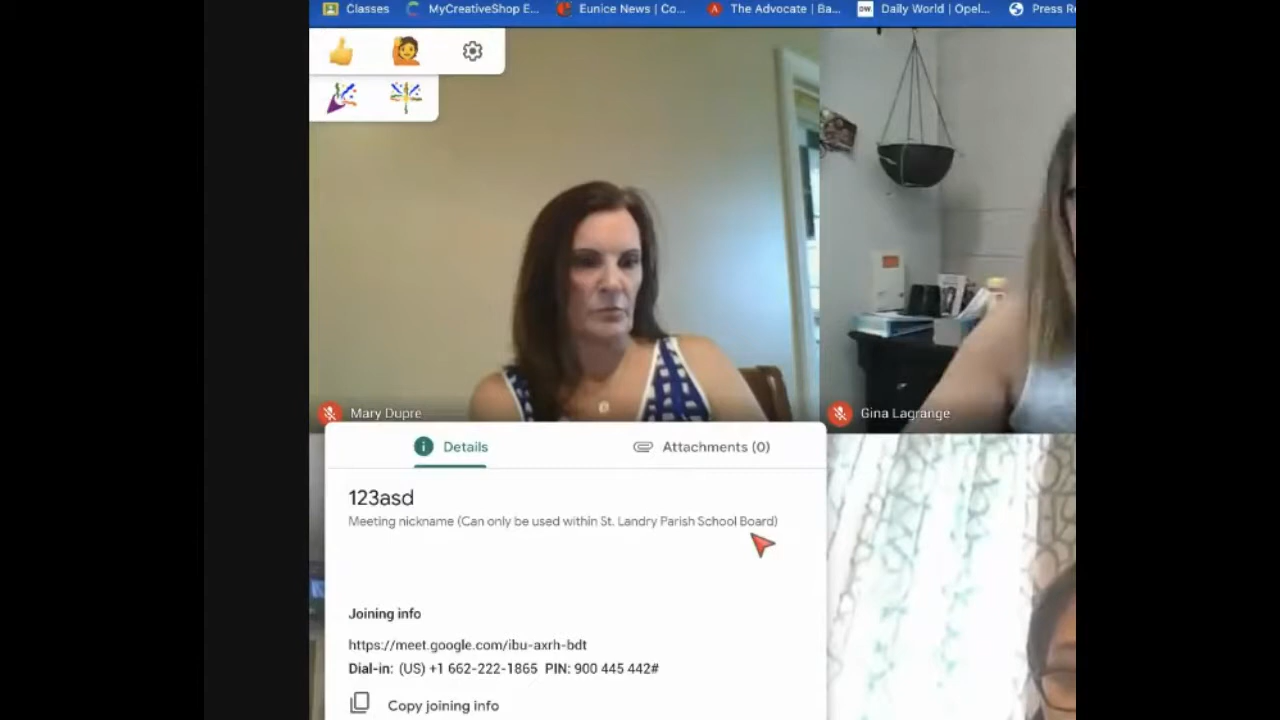 Classes MyCreativeShop E... Eunice News | Co... The Advocate | Ba... DW. Daily World | Opel... Press Re
Mary Dupre Gina Lagrange
Details Attachments (0)
123asd
Meeting nickname (Can only be used within St. Landry Parish School Board)
Joining info
https://meet.google.com/ibu-axrh-bdt
Dial-in: (US) +1 662-222-1865 PIN: 900 445 442#
Copy joining info